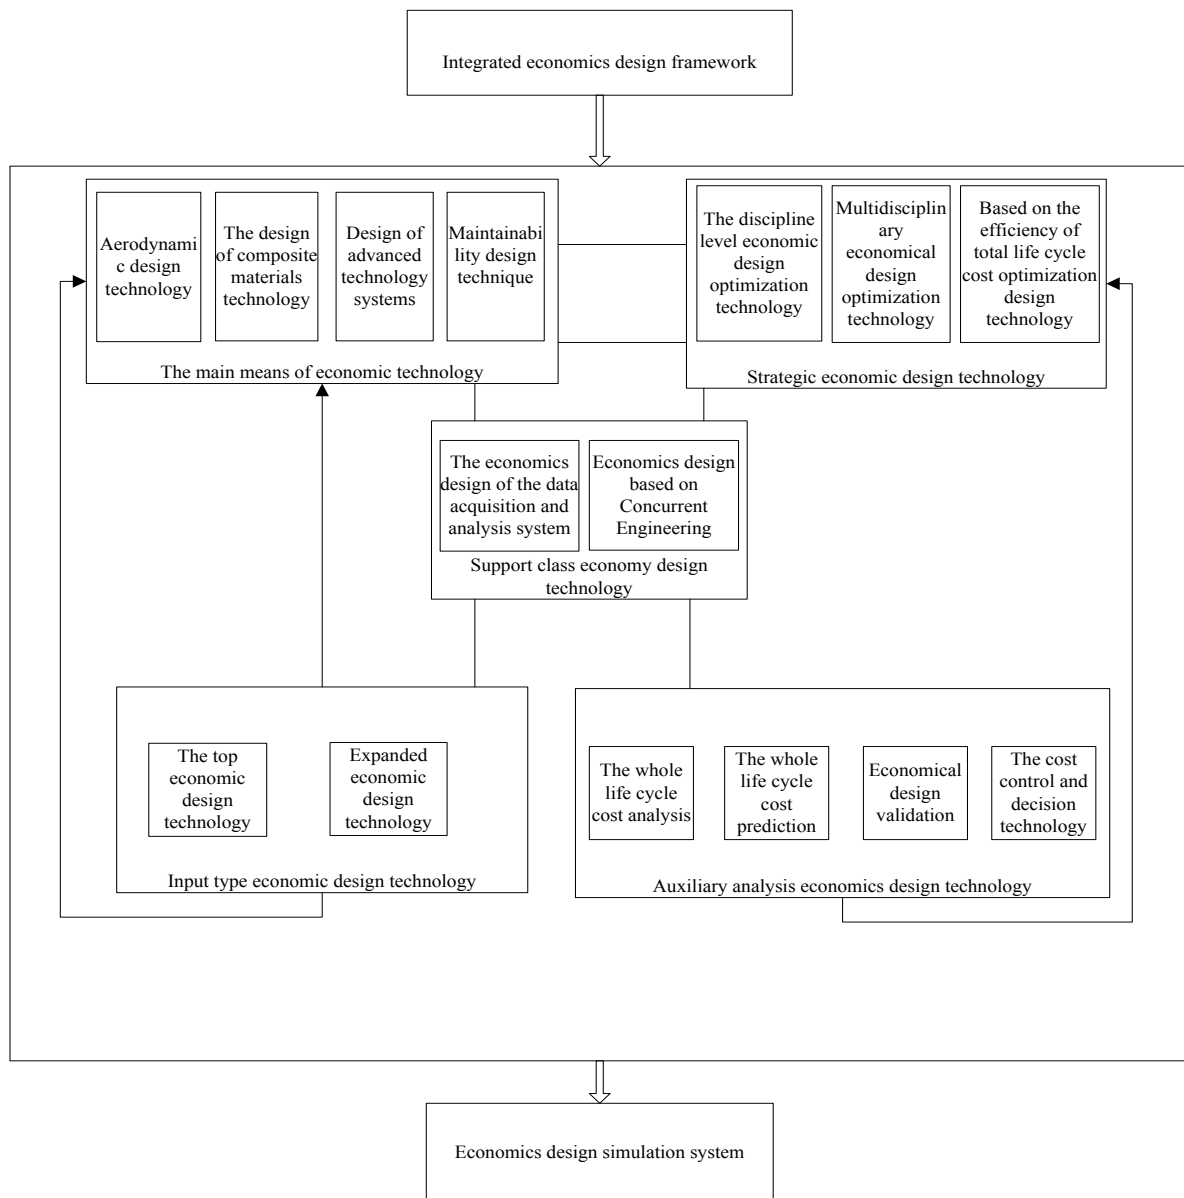 Integrated economics design framework
Aerodynami
c design
technology
The design
of composite
materials
technology
Design of
advanced
technology
systems
Maintainabi
lity design
technique
The main means of economic technology
The discipline
level economic
design
optimization
technology
Multidisciplin
ary economical
design
optimization
technology
Based on the
efficiency of
total life cycle
cost optimization
design
technology
Strategic economic design technology
The economics
design of the data
acquisition and
analysis system
Economics design
based on
Concurrent
Engineering
Support class economy design
technology
The top
economic
design
technology
Expanded
economic
design
technology
Input type economic design technology
The whole
life cycle
cost analysis
The whole
life cycle
cost
prediction
Economical
design
validation
The cost
control and
decision
technology
Auxiliary analysis economics design technology
Economics design simulation system